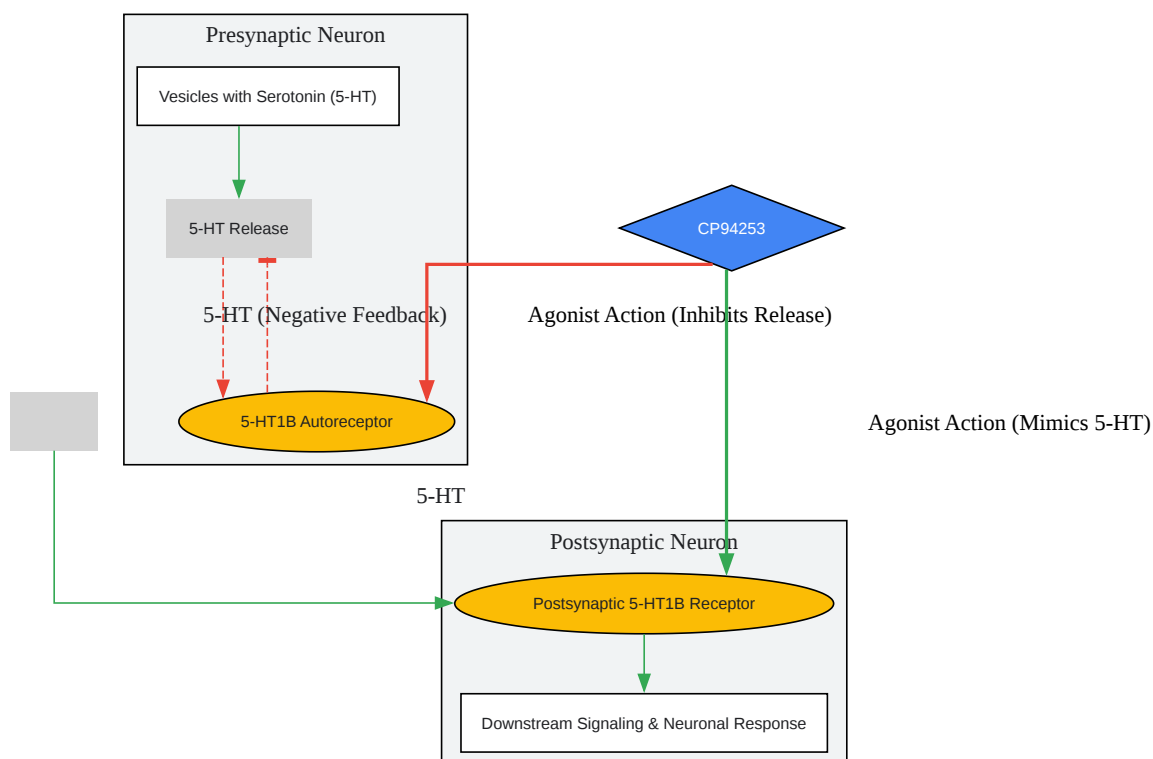 Presynaptic Neuron
Vesicles with Serotonin (5-HT)
5-HT Release
CP94253
5-HT (Negative Feedback)
Agonist Action (Inhibits Release)
5-HT1B Autoreceptor
Agonist Action (Mimics 5-HT)
5-HT
Postsynaptic Neuron
Postsynaptic 5-HT1B Receptor
Downstream Signaling & Neuronal Response